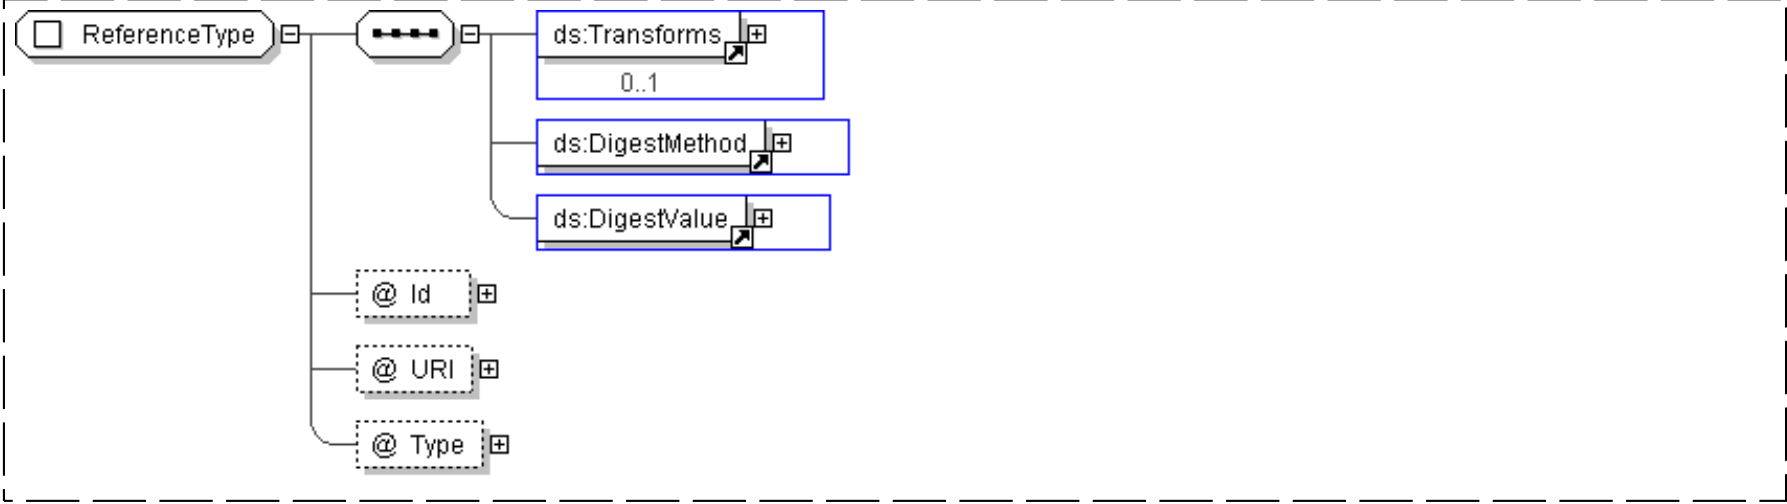 ReferenceType
ds:Transforms
0..1
ds:DigestMethod
ds:DigestValue
@ Id
@ URI
@ Type